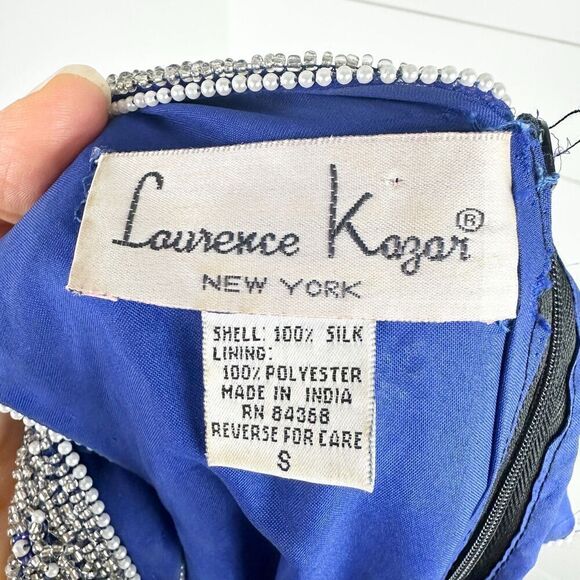 Laurence Kazar®
NEW YORK
SHELL: 100% SILK
LINING:
100% POLYESTER
MADE IN INDIA
RN 84368
REVERSE FOR CARE
S